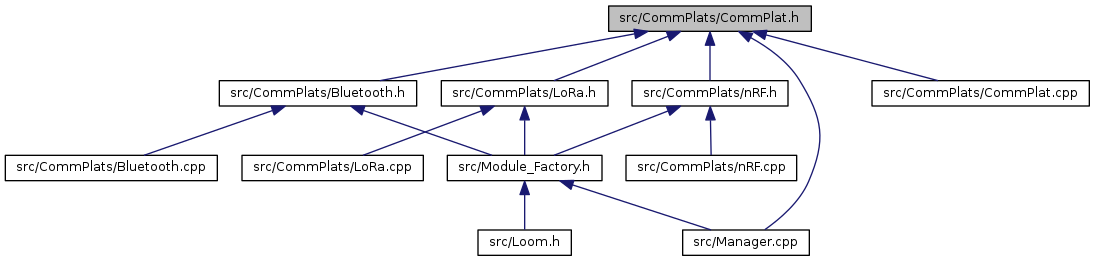 src/CommPlats/CommPlat.h
src/CommPlats/Bluetooth.h
src/CommPlats/LoRa.h
src/CommPlats/nRF.h
src/CommPlats/CommPlat.cpp
src/CommPlats/Bluetooth.cpp
src/CommPlats/LoRa.cpp
src/Module_Factory.h
src/CommPlats/nRF.cpp
src/Loom.h
src/Manager.cpp